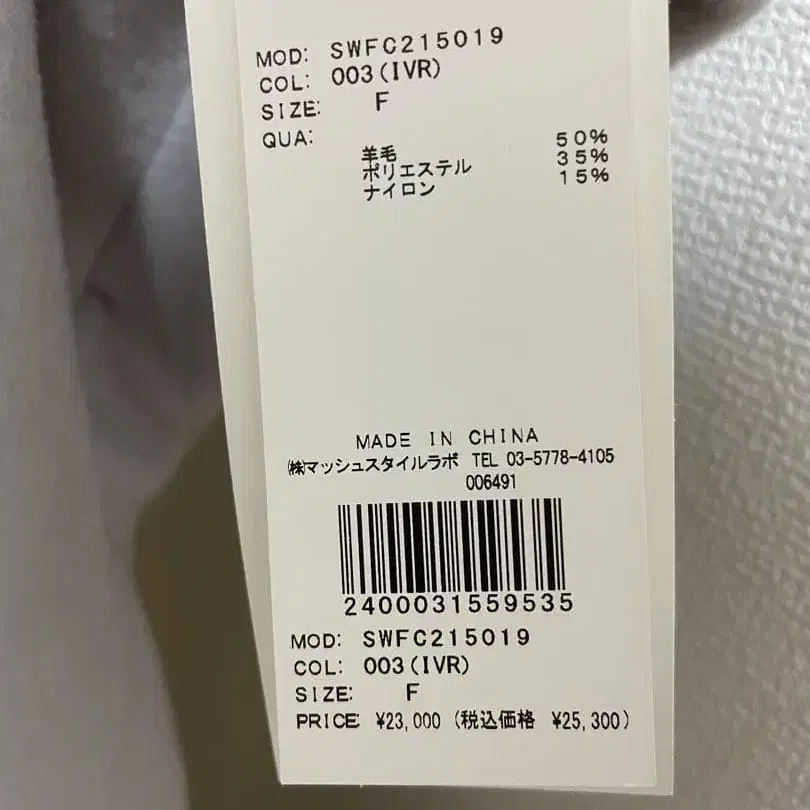 MOD: SWFC215019
COL: 003(IVR)
SIZE: F
QUA:
羊毛 50%
ポリエステル 35%
ナイロン 15%
MADE IN CHINA
㈱マッシュスタイルラボ TEL 03-5778-4105
006491
2400031559535
MOD: SWFC215019
COL: 003(IVR)
SIZE: F
PRICE: ¥23,000 (税込価格 ¥25,300)